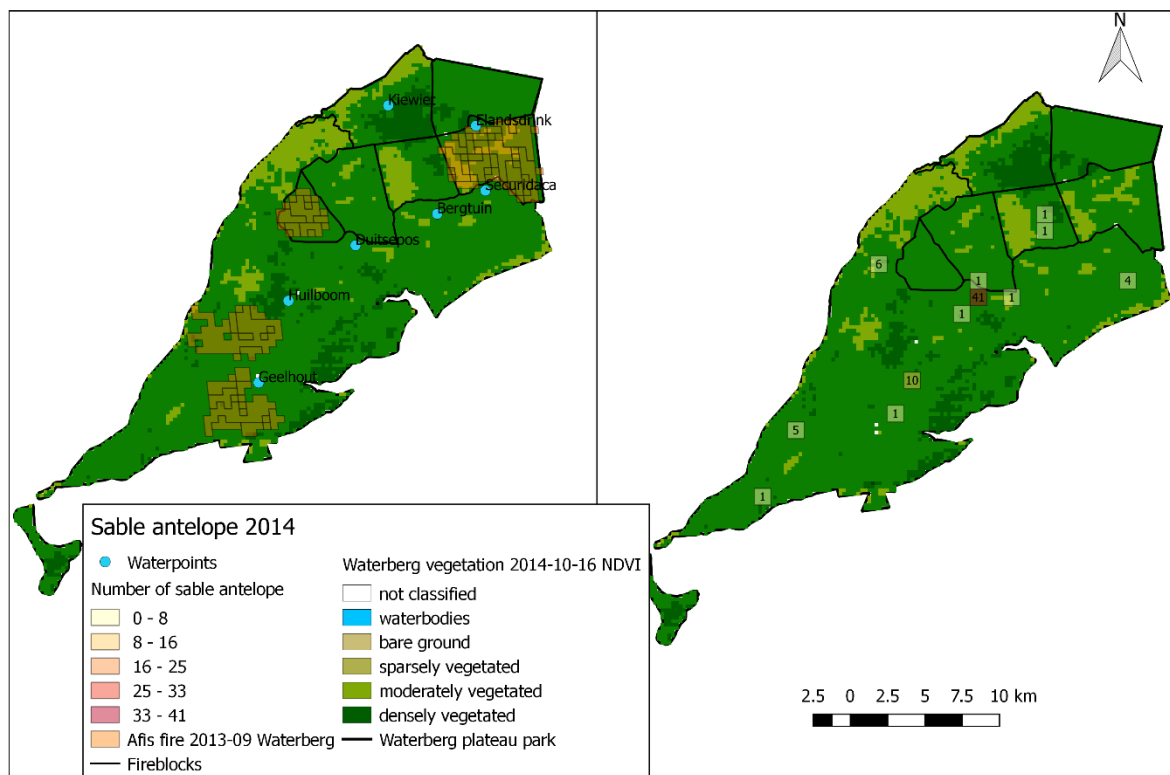 N
Kiewiet
Elandsdrink
Securidaca
Bergtuin
Duitsepos
Huilboom
Geelhout
1
1
6
1
4
41
1
1
10
1
5
1
Sable antelope 2014
Waterpoints
Number of sable antelope
0 - 8
8 - 16
16 - 25
25 - 33
33 - 41
Afis fire 2013-09 Waterberg
Fireblocks
Waterberg vegetation 2014-10-16 NDVI
not classified
waterbodies
bare ground
sparsely vegetated
moderately vegetated
densely vegetated
Waterberg plateau park
2.5 0 2.5 5 7.5 10 km